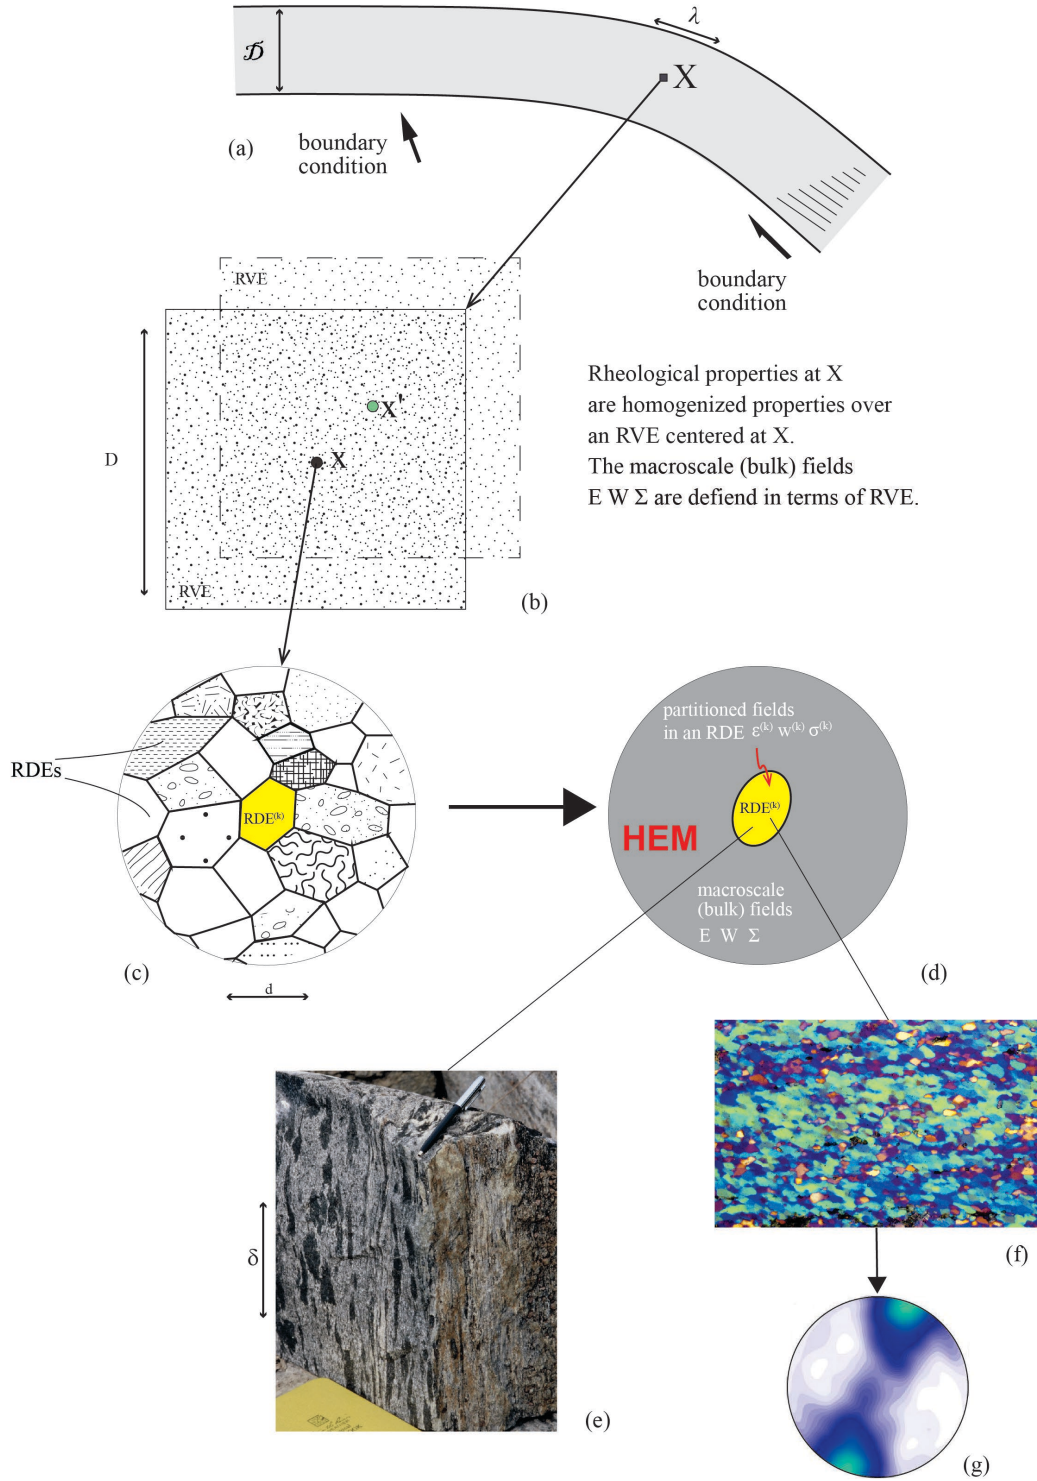 𝒟
λ
X
(a)
boundary
condition
boundary
condition
RVE
X'
X
D
RVE
(b)
Rheological properties at X
are homogenized properties over
an RVE centered at X.
The macroscale (bulk) fields
E W Σ are defiend in terms of RVE.
RDEs
RDE⁽ᵏ⁾
(c)
d
partitioned fields
in an RDE ε⁽ᵏ⁾ w⁽ᵏ⁾ σ⁽ᵏ⁾
RDE⁽ᵏ⁾
HEM
macroscale
(bulk) fields
E W Σ
(d)
δ
(e)
(f)
(g)